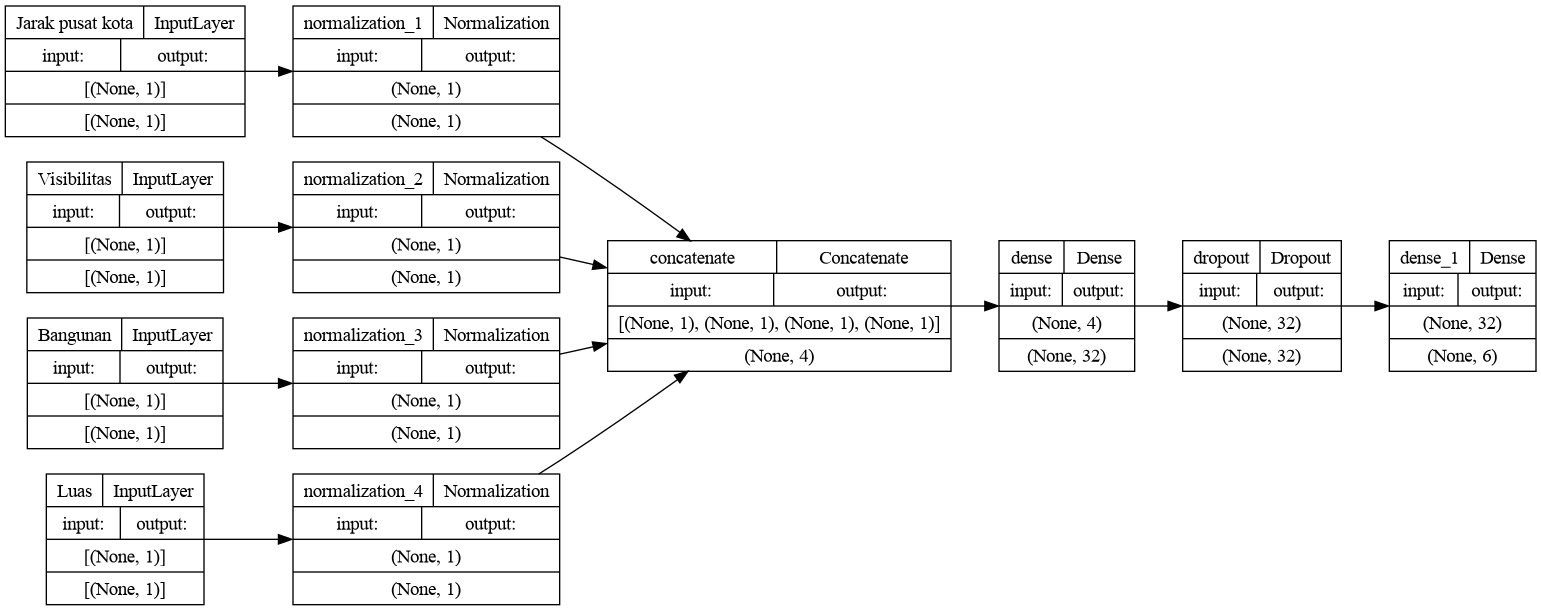 Jarak pusat kota InputLayer
input: output:
[(None, 1)]
[(None, 1)]
normalization_1 Normalization
input: output:
(None, 1)
(None, 1)
Visibilitas InputLayer
input: output:
[(None, 1)]
[(None, 1)]
normalization_2 Normalization
input: output:
(None, 1)
(None, 1)
Bangunan InputLayer
input: output:
[(None, 1)]
[(None, 1)]
normalization_3 Normalization
input: output:
(None, 1)
(None, 1)
Luas InputLayer
input: output:
[(None, 1)]
[(None, 1)]
normalization_4 Normalization
input: output:
(None, 1)
(None, 1)
concatenate Concatenate
input: output:
[(None, 1), (None, 1), (None, 1), (None, 1)]
(None, 4)
dense Dense
input: output:
(None, 4)
(None, 32)
dropout Dropout
input: output:
(None, 32)
(None, 32)
dense_1 Dense
input: output:
(None, 32)
(None, 6)